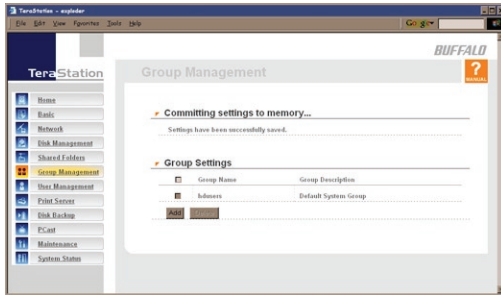 TeraStation - explorer
File Edit View Favorites Tools Help
BUFFALO
TeraStation
Group Management
?
MANUAL
Home
Basic
Network
Disk Management
Shared Folders
Group Management
User Management
Print Server
Disk Backup
PCast
Maintenance
System Status
Committing settings to memory...
Settings have been successfully saved.
Group Settings
Group Name Group Description
hdusers Default System Group
Add Delete